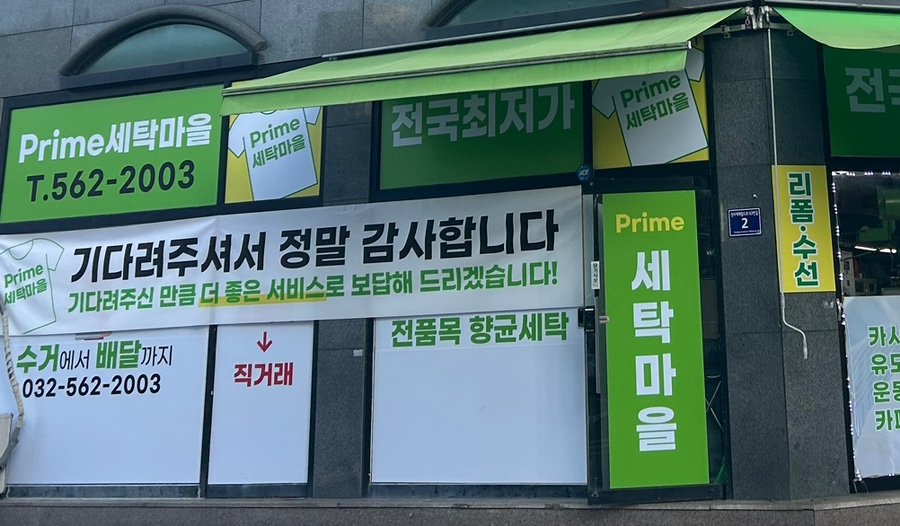 Prime세탁마을
T.562-2003
Prime
세탁마을
전국최저가
Prime
세탁마을
전국
기다려주셔서 정말 감사합니다
기다려주신 만큼 더 좋은 서비스로 보답해 드리겠습니다!
Prime
세탁마을
수거에서 배달까지
032-562-2003
직거래
전품목 항균세탁
Prime
세탁마을
2
리폼·수선
카시
유모
운동
카페